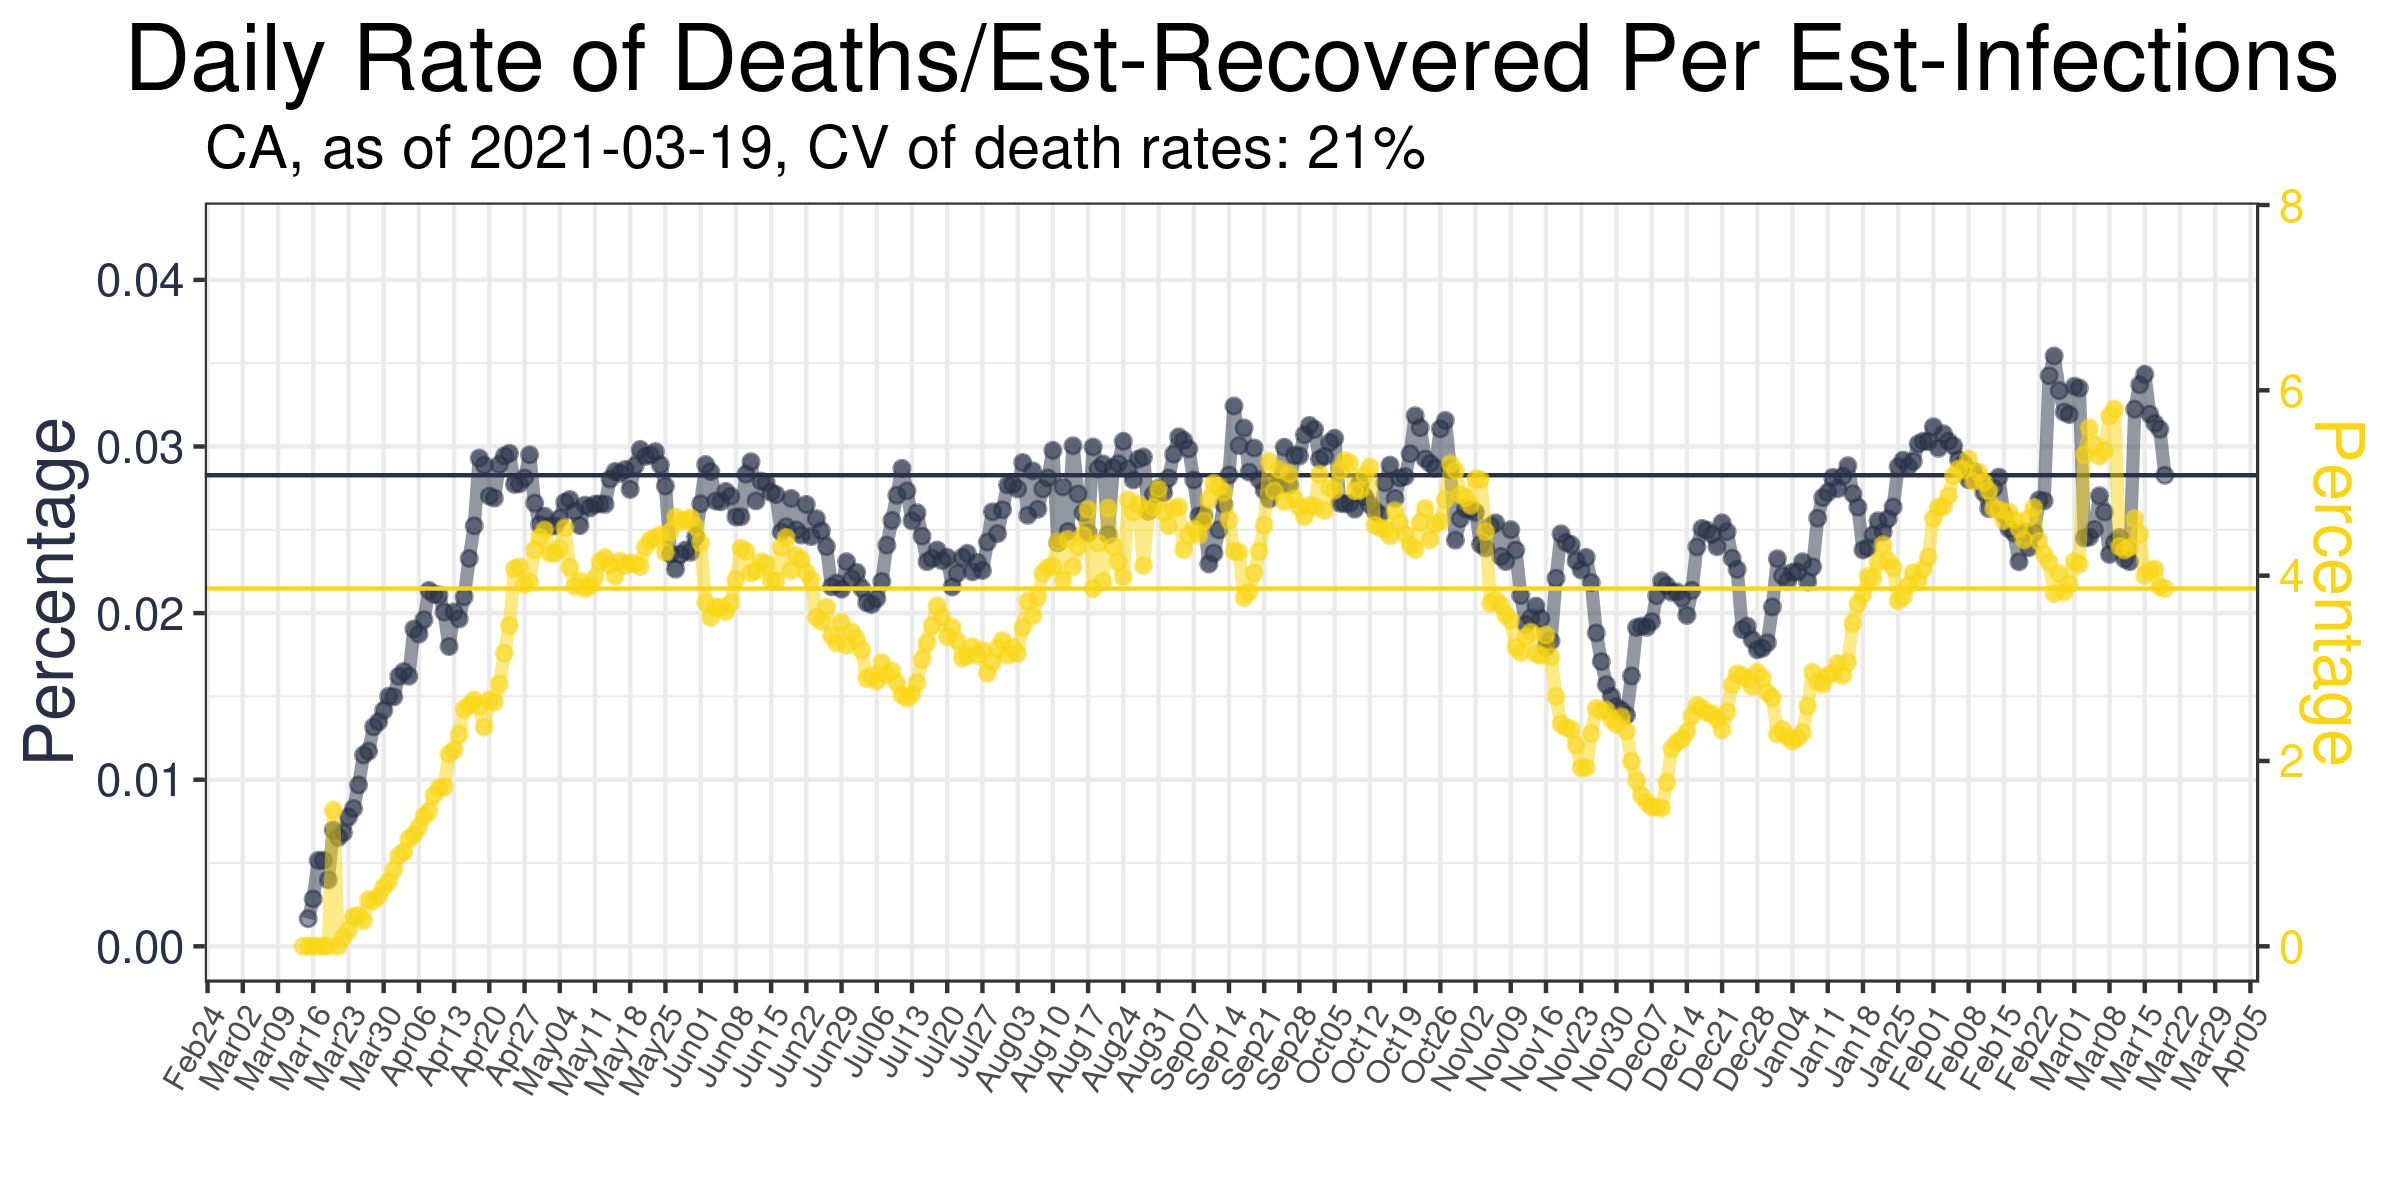 Daily Rate of Deaths/Est-Recovered Per Est-Infections
CA, as of 2021-03-19, CV of death rates: 21%
Percentage
0.04
0.03
0.02
0.01
0.00
8
6
4
2
0
Percentage
Feb24 Mar02 Mar09 Mar16 Mar23 Mar30 Apr06 Apr13 Apr20 Apr27 May04 May11 May18 May25 Jun01 Jun08 Jun15 Jun22 Jun29 Jul06 Jul13 Jul20 Jul27 Aug03 Aug10 Aug17 Aug24 Aug31 Sep07 Sep14 Sep21 Sep28 Oct05 Oct12 Oct19 Oct26 Nov02 Nov09 Nov16 Nov23 Nov30 Dec07 Dec14 Dec21 Dec28 Jan04 Jan11 Jan18 Jan25 Feb01 Feb08 Feb15 Feb22 Mar01 Mar08 Mar15 Mar22 Mar29 Apr05